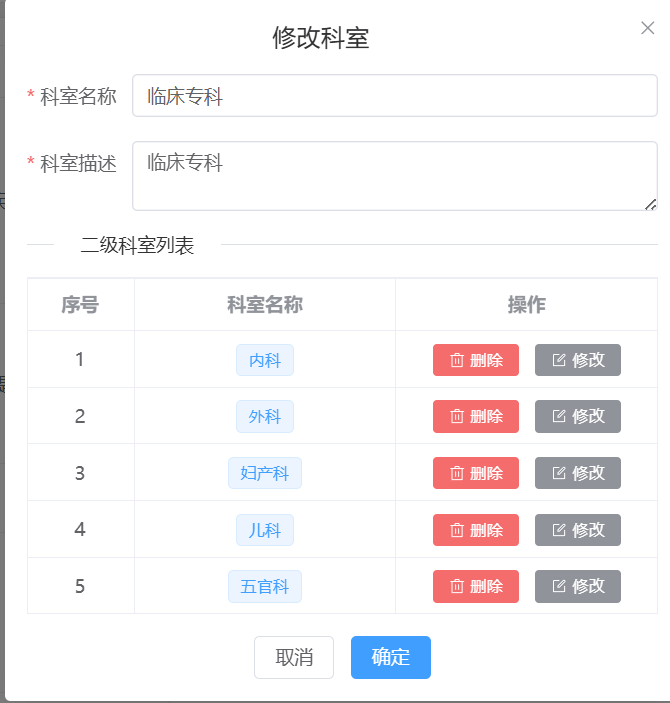 修改科室
* 科室名称 临床专科
* 科室描述 临床专科
二级科室列表
序号 科室名称 操作
1 内科 删除 修改
2 外科 删除 修改
3 妇产科 删除 修改
4 儿科 删除 修改
5 五官科 删除 修改
取消 确定